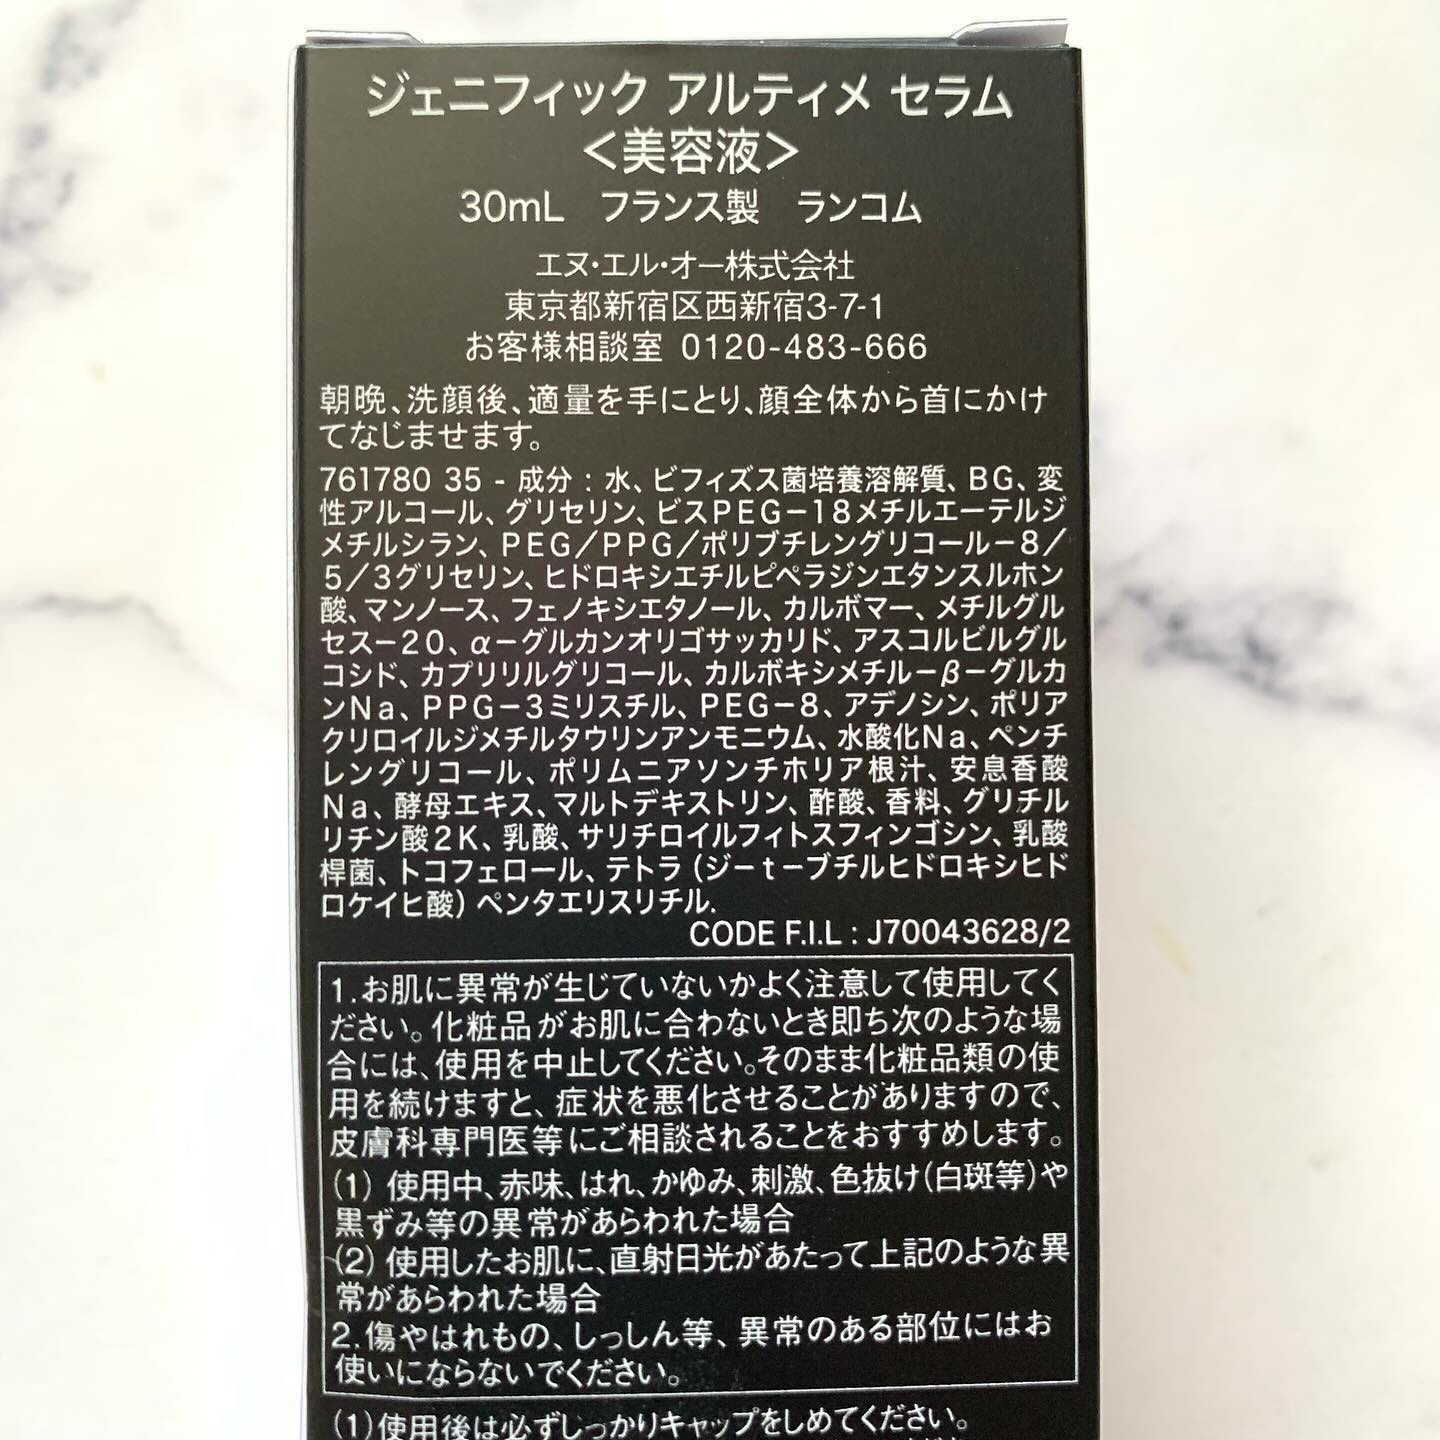 ジェニフィック アルティメ セラム
＜美容液＞
30mL フランス製 ランコム
エヌ・エル・オー株式会社
東京都新宿区西新宿3-7-1
お客様相談室 0120-483-666
朝晩、洗顔後、適量を手にとり、顔全体から首にかけ
てなじませます。
761780 35 - 成分：水、ビフィズス菌培養溶解質、BG、変
性アルコール、グリセリン、ビスPEG－18メチルエーテルジ
メチルシラン、PEG／PPG／ポリブチレングリコール－8／
5／3グリセリン、ヒドロキシエチルピペラジンエタンスルホン
酸、マンノース、フェノキシエタノール、カルボマー、メチルグル
セス－20、α－グルカンオリゴサッカリド、アスコルビルグル
コシド、カプリリルグリコール、カルボキシメチル－β－グルカ
ンNa、PPG－3ミリスチル、PEG－8、アデノシン、ポリア
クリロイルジメチルタウリンアンモニウム、水酸化Na、ペンチ
レングリコール、ポリムニアソンチホリア根汁、安息香酸
Na、酵母エキス、マルトデキストリン、酢酸、香料、グリチル
リチン酸2K、乳酸、サリチロイルフィトスフィンゴシン、乳酸
桿菌、トコフェロール、テトラ（ジ－t－ブチルヒドロキシヒド
ロケイヒ酸）ペンタエリスリチル.
CODE F.I.L : J70043628/2
1.お肌に異常が生じていないかよく注意して使用してく
ださい。化粧品がお肌に合わないとき即ち次のような場
合には、使用を中止してください。そのまま化粧品類の使
用を続けますと、症状を悪化させることがありますので、
皮膚科専門医等にご相談されることをおすすめします。
(1) 使用中、赤味、はれ、かゆみ、刺激、色抜け(白斑等)や
黒ずみ等の異常があらわれた場合
(2) 使用したお肌に、直射日光があたって上記のような異
常があらわれた場合
2.傷やはれもの、しっしん等、異常のある部位にはお
使いにならないでください。
(1)使用後は必ずしっかりキャップをしめてください。